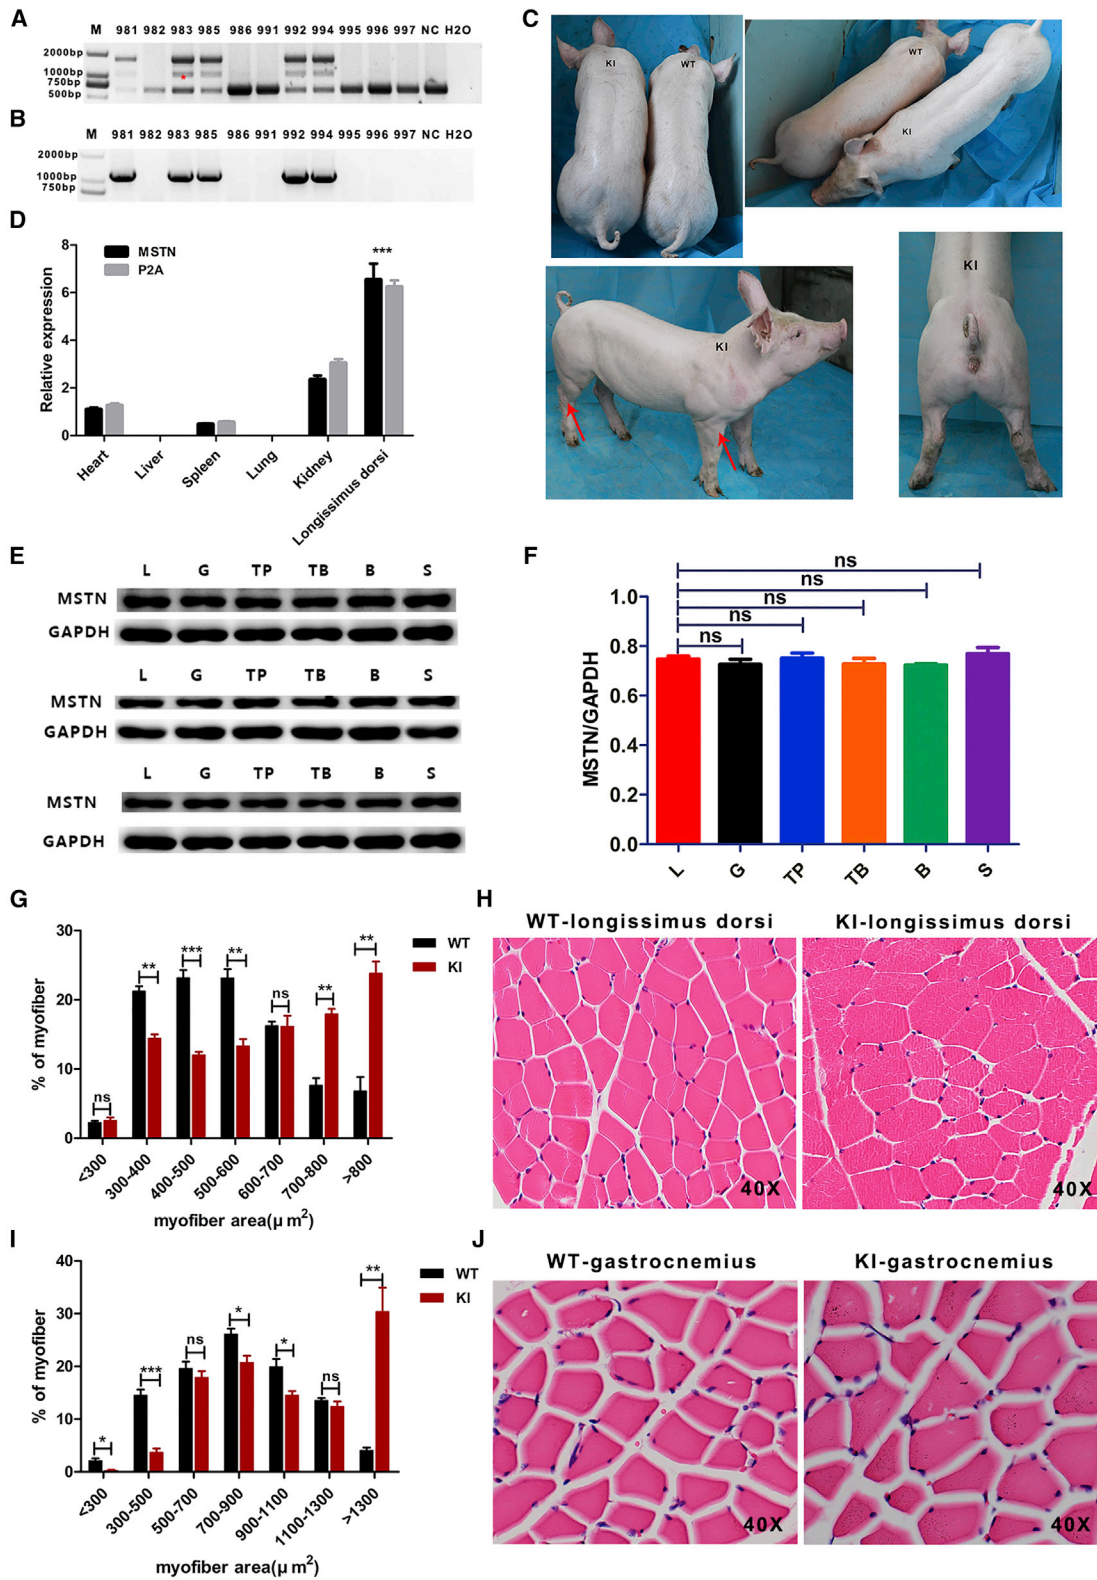 A
M 981 982 983 985 986 991 992 994 995 996 997 NC H2O
2000bp
1000bp
750bp
500bp
*
B
M 981 982 983 985 986 991 992 994 995 996 997 NC H2O
2000bp
1000bp
750bp
C
KI
WT
WT
KI
KI
KI
D
Relative expression
8
6
4
2
0
MSTN
P2A
***
Heart
Liver
Spleen
Lung
Kidney
Longissimus dorsi
E
L G TP TB B S
MSTN
GAPDH
L G TP TB B S
MSTN
GAPDH
L G TP TB B S
MSTN
GAPDH
F
MSTN/GAPDH
1.0
0.8
0.6
0.4
0.2
0.0
ns
ns
ns
ns
ns
L G TP TB B S
G
% of myofiber
30
20
10
0
ns
**
***
**
ns
**
**
WT
KI
<300
300-400
400-500
500-600
600-700
700-800
>800
myofiber area(μ m²)
H
WT-longissimus dorsi
40X
KI-longissimus dorsi
40X
I
% of myofiber
40
30
20
10
0
*
***
ns
*
*
ns
**
WT
KI
<300
300-500
500-700
700-900
900-1100
1100-1300
>1300
myofiber area(μ m²)
J
WT-gastrocnemius
40X
KI-gastrocnemius
40X